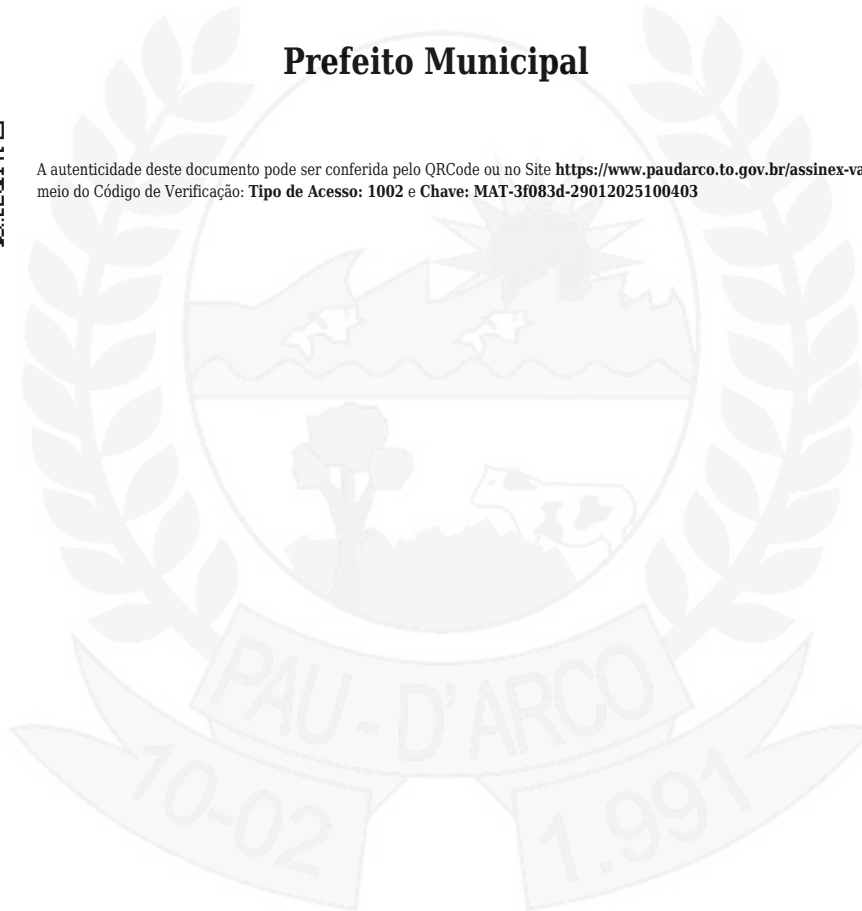 Prefeito Municipal
A autenticidade deste documento pode ser conferida pelo QRCode ou no Site https://www.paudarco.to.gov.br/assinex-va
meio do Código de Verificação: Tipo de Acesso: 1002 e Chave: MAT-3f083d-29012025100403
PAU - D'ARCO
10-02 1.991